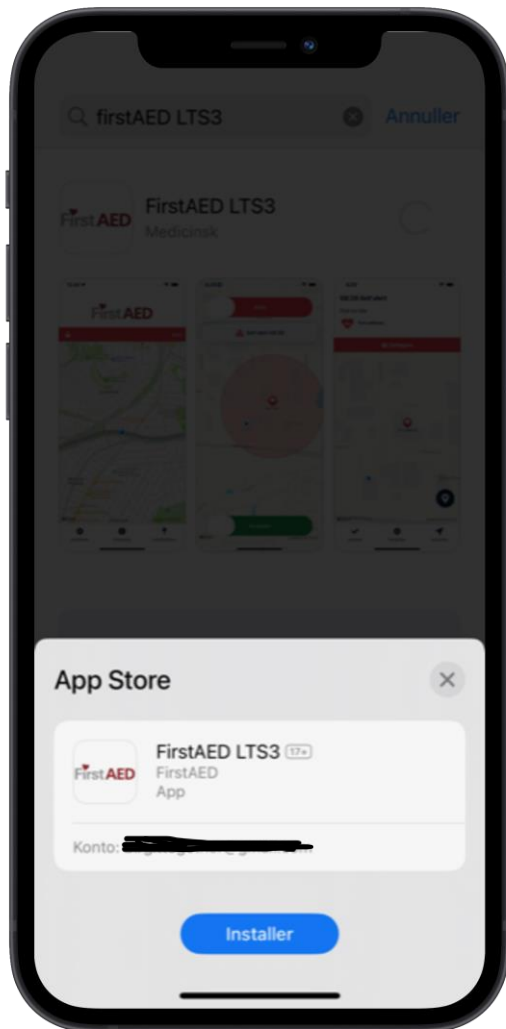 firstAED LTS3
Annuller
FirstAED
FirstAED LTS3
Medicinsk
FirstAED
App Store
FirstAED
FirstAED LTS3 17+
FirstAED
App
Konto:
Installer